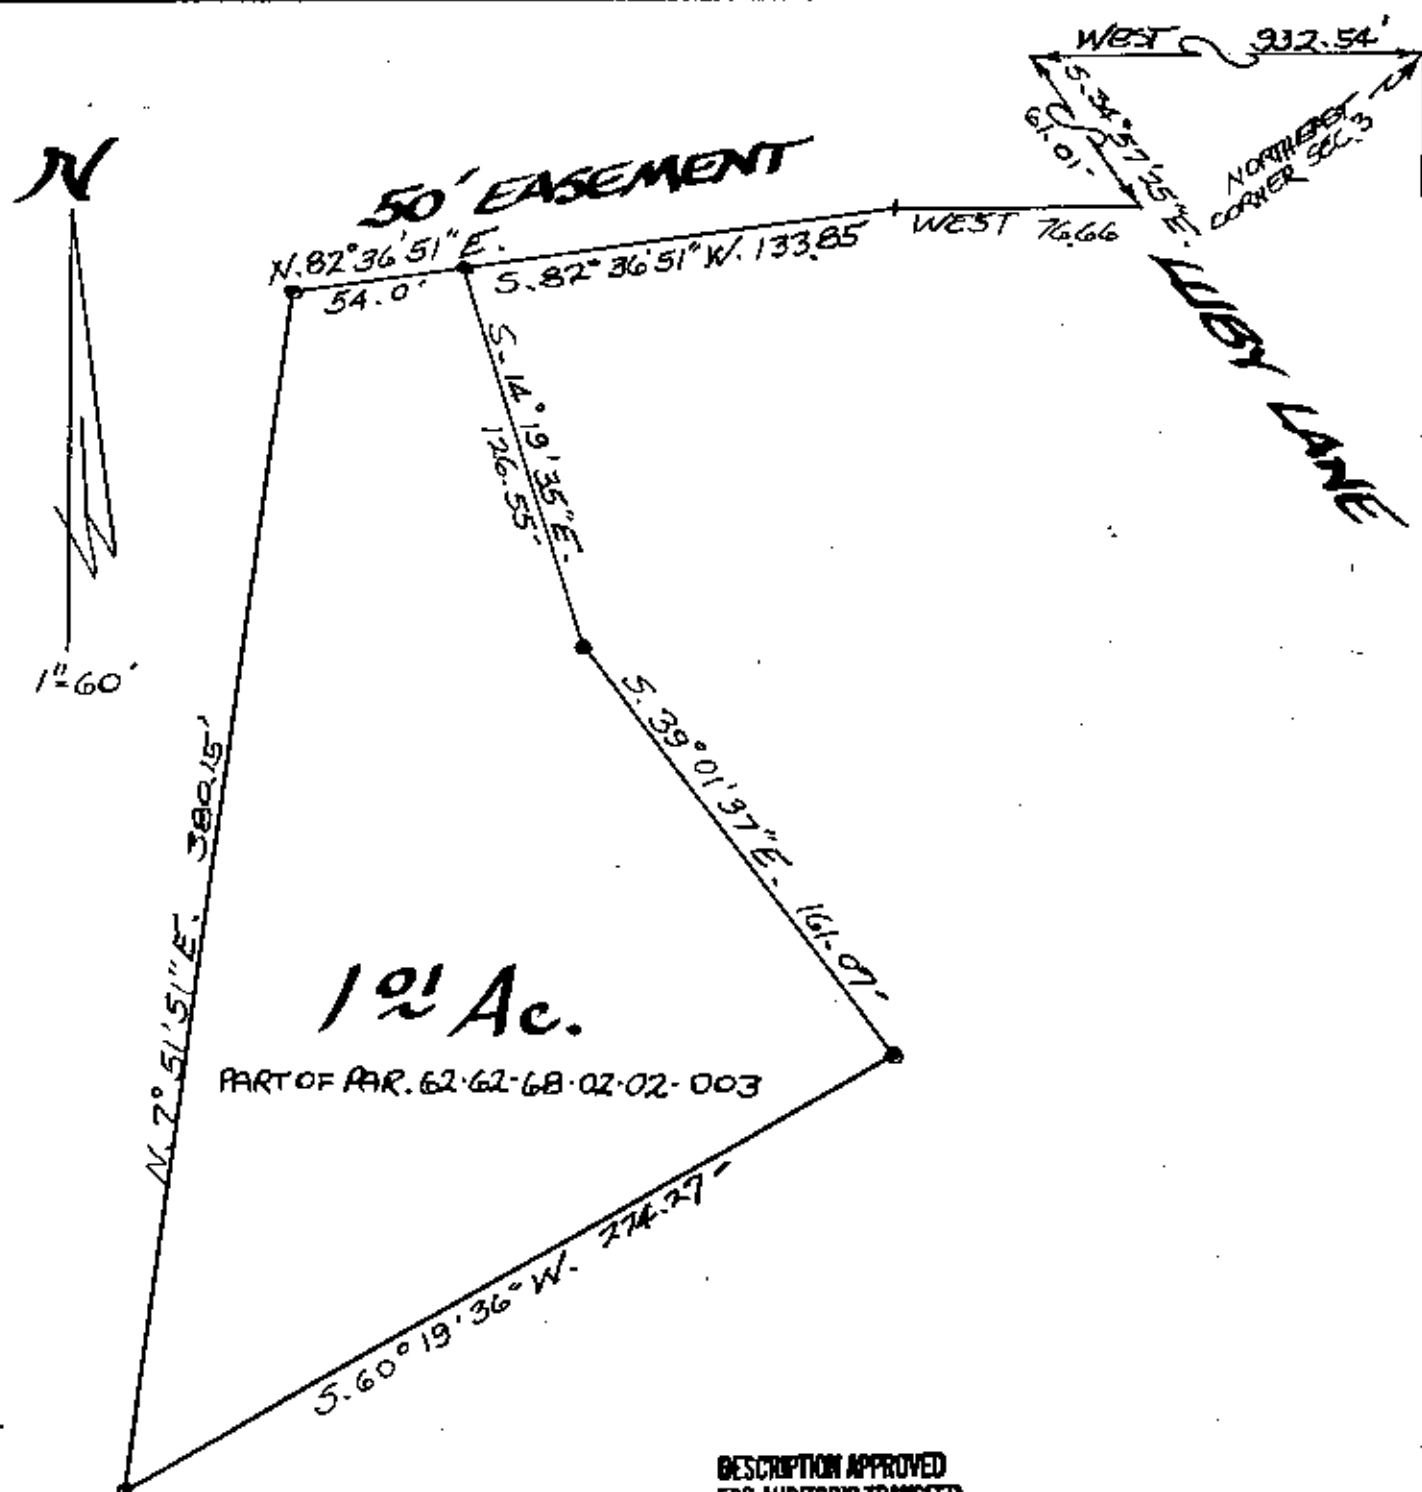 WEST 932.54'
S. 34° 57' 25" E.
61.01'
NORTHEAST
CORNER SEC. 3
N
50' EASEMENT
N. 82° 36' 51" E.
54.0'
S. 82° 36' 51" W. 133.85
WEST 76.66
LUBY LANE
S. 14° 19' 35" E.
126.55'
1"=60'
S. 39° 01' 37" E. 161.07'
N. 7° 51' 51" E. 380.15'
1 01 Ac.
PART OF PAR. 62-62-68-02-02-003
S. 60° 19' 36" W. 274.27'
DESCRIPTION APPROVED